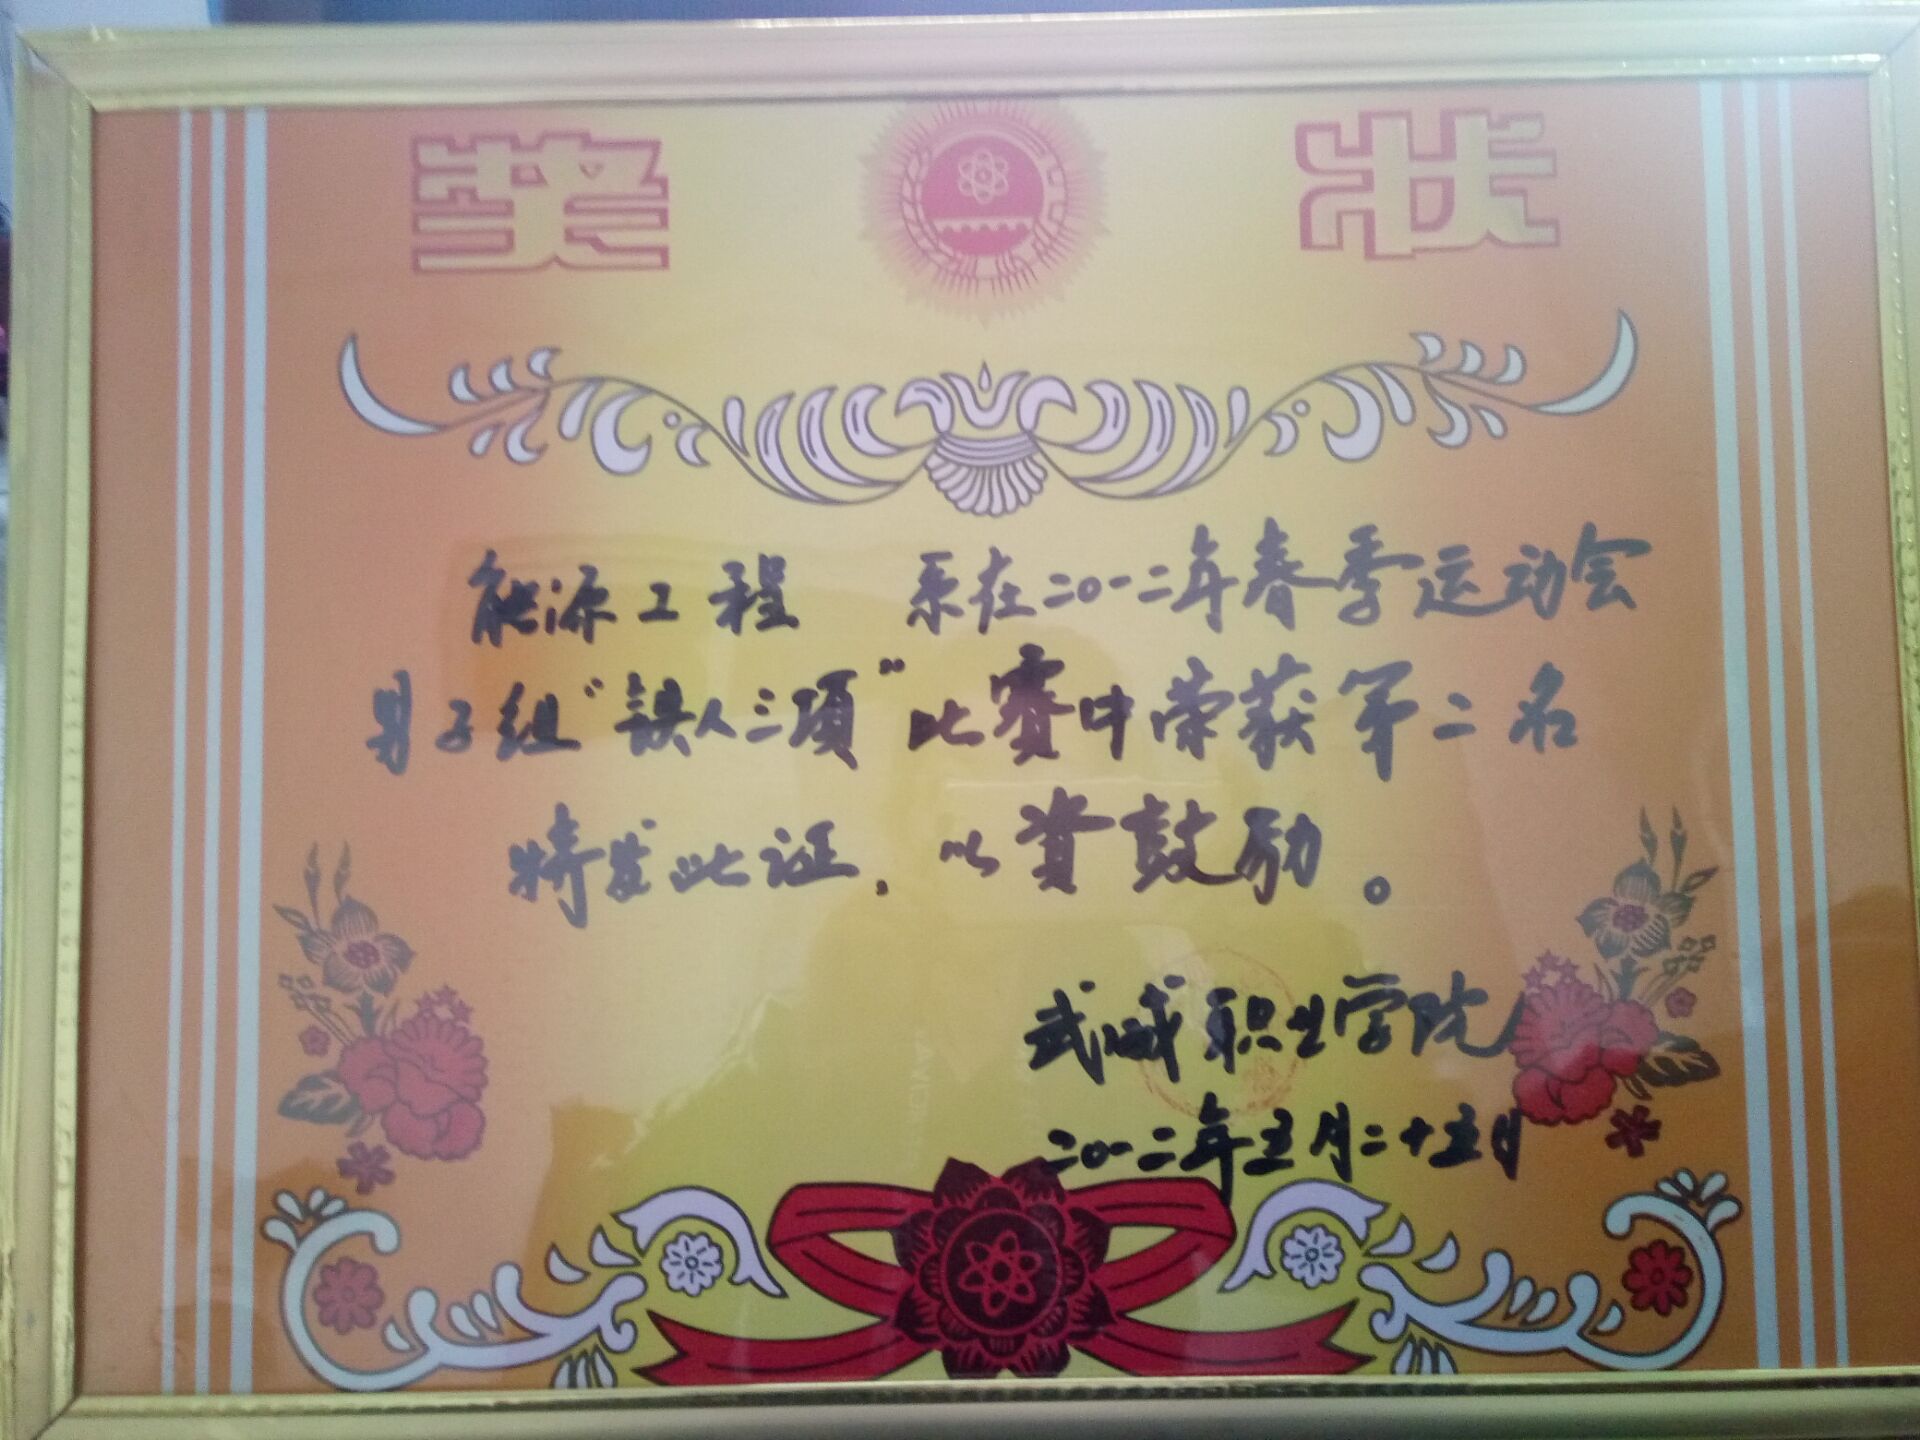 奖 状
能源工程 系在二〇一二年春季运动会
男子组“铁人三项”比赛中荣获第二名
特发此证，以资鼓励。
武威职业学院
二〇一二年五月二十五日